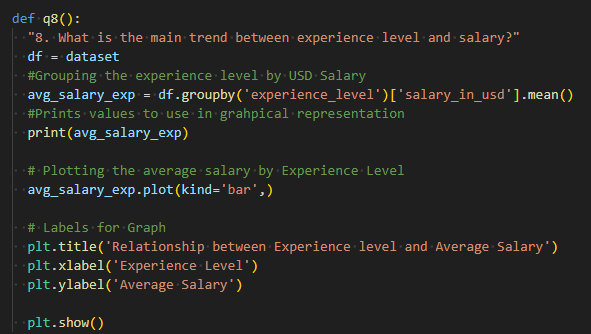 def q8():
"8. What is the main trend between experience level and salary?"
df = dataset
#Grouping the experience level by USD Salary
avg_salary_exp = df.groupby('experience_level')['salary_in_usd'].mean()
#Prints values to use in grahpical representation
print(avg_salary_exp)
# Plotting the average salary by Experience Level
avg_salary_exp.plot(kind='bar',)
# Labels for Graph
plt.title('Relationship between Experience level and Average Salary')
plt.xlabel('Experience Level')
plt.ylabel('Average Salary')
plt.show()